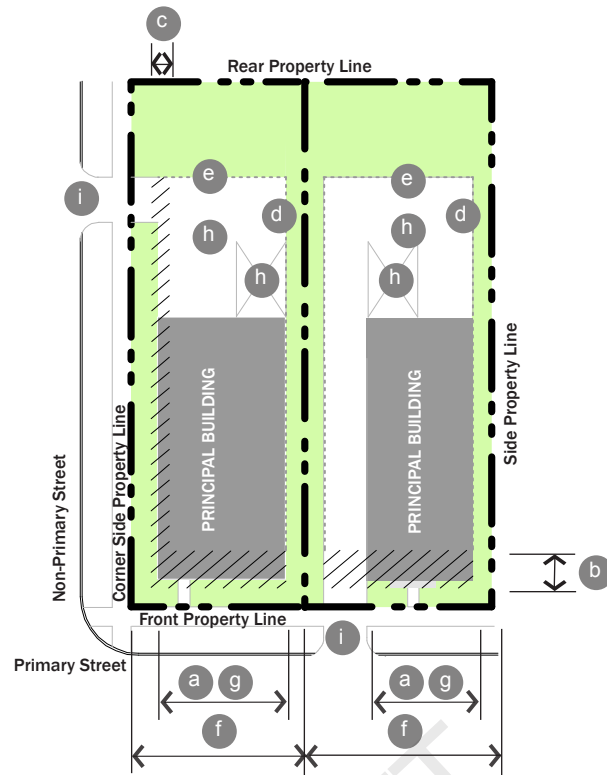 c
Rear Property Line
e
e
i
d
d
h
h
h
h
PRINCIPAL BUILDING
PRINCIPAL BUILDING
Side Property Line
Non-Primary Street
Corner Side Property Line
b
Front Property Line
i
Primary Street
a g
a g
f
f